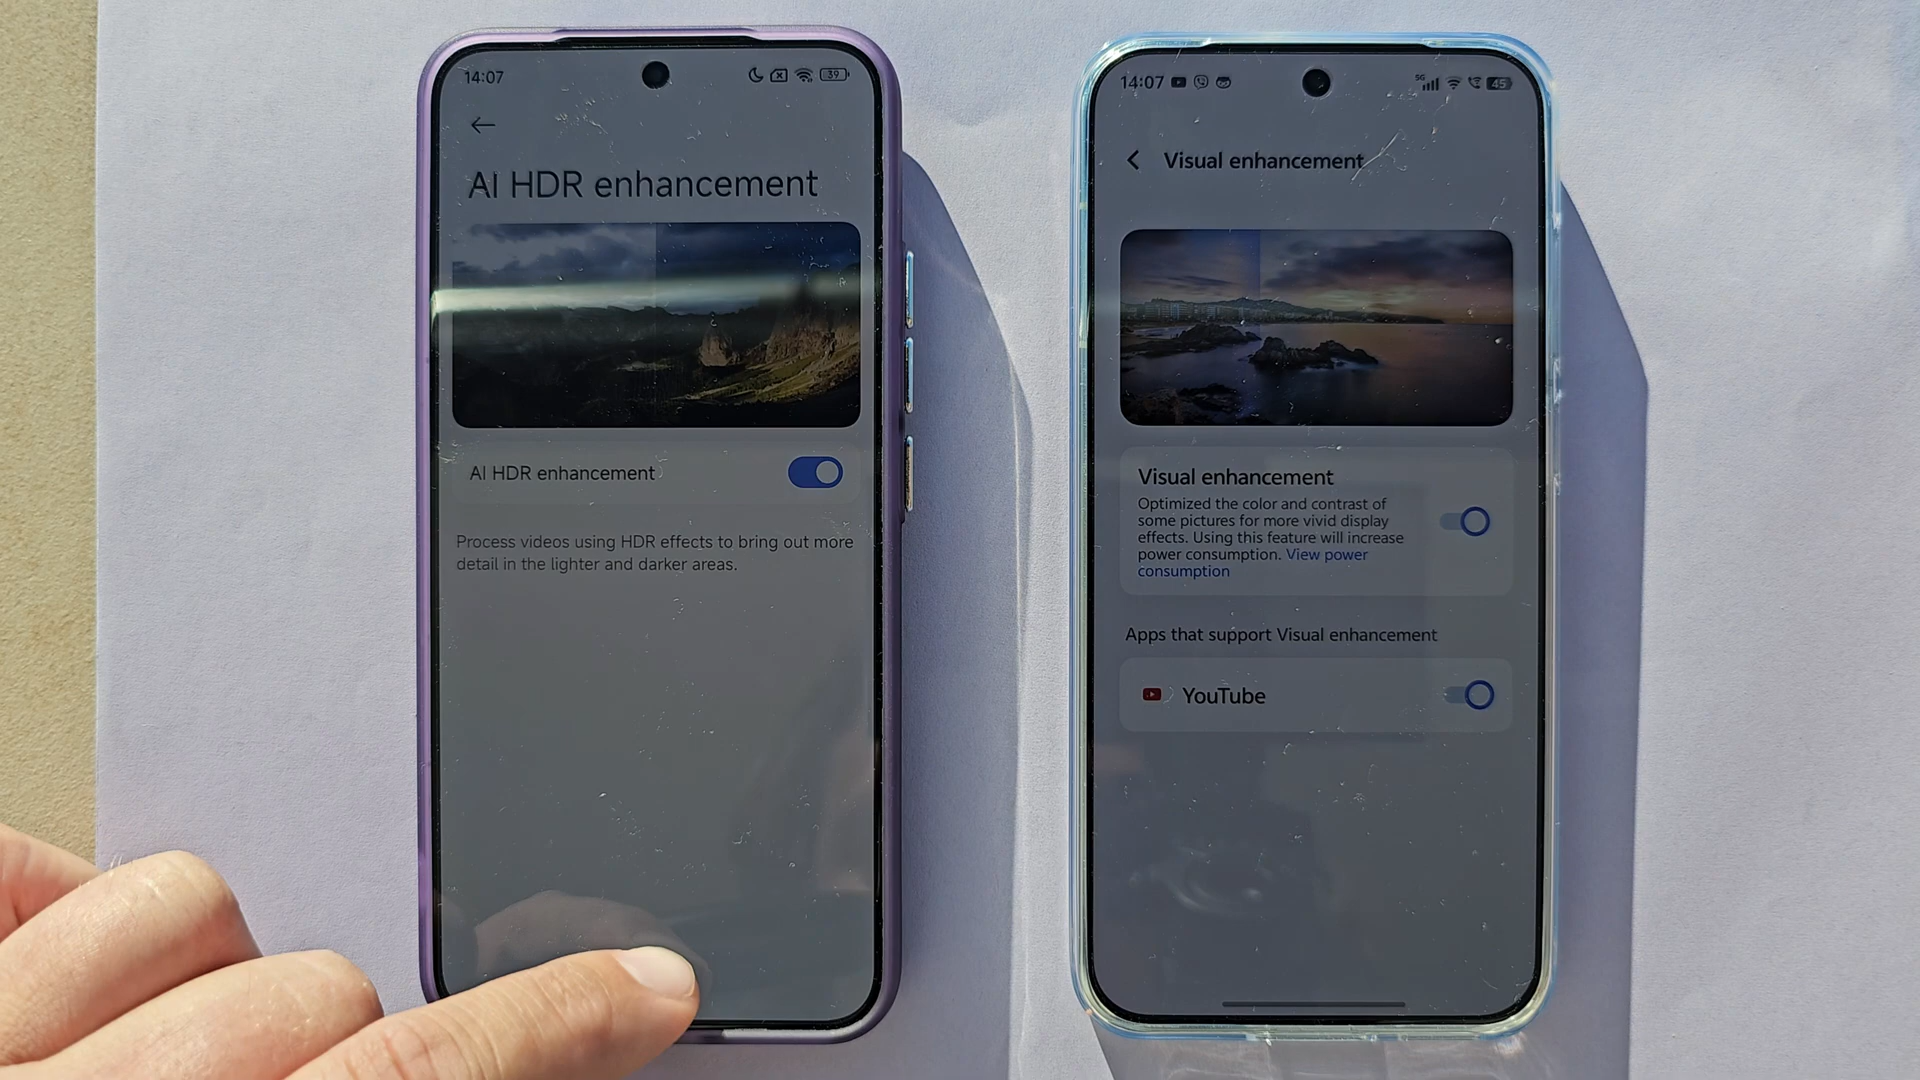 14:07
39
AI HDR enhancement
AI HDR enhancement
Process videos using HDR effects to bring out more
detail in the lighter and darker areas.
14:07
5G
45
Visual enhancement
Visual enhancement
Optimized the color and contrast of
some pictures for more vivid display
effects. Using this feature will increase
power consumption. View power
consumption
Apps that support Visual enhancement
YouTube